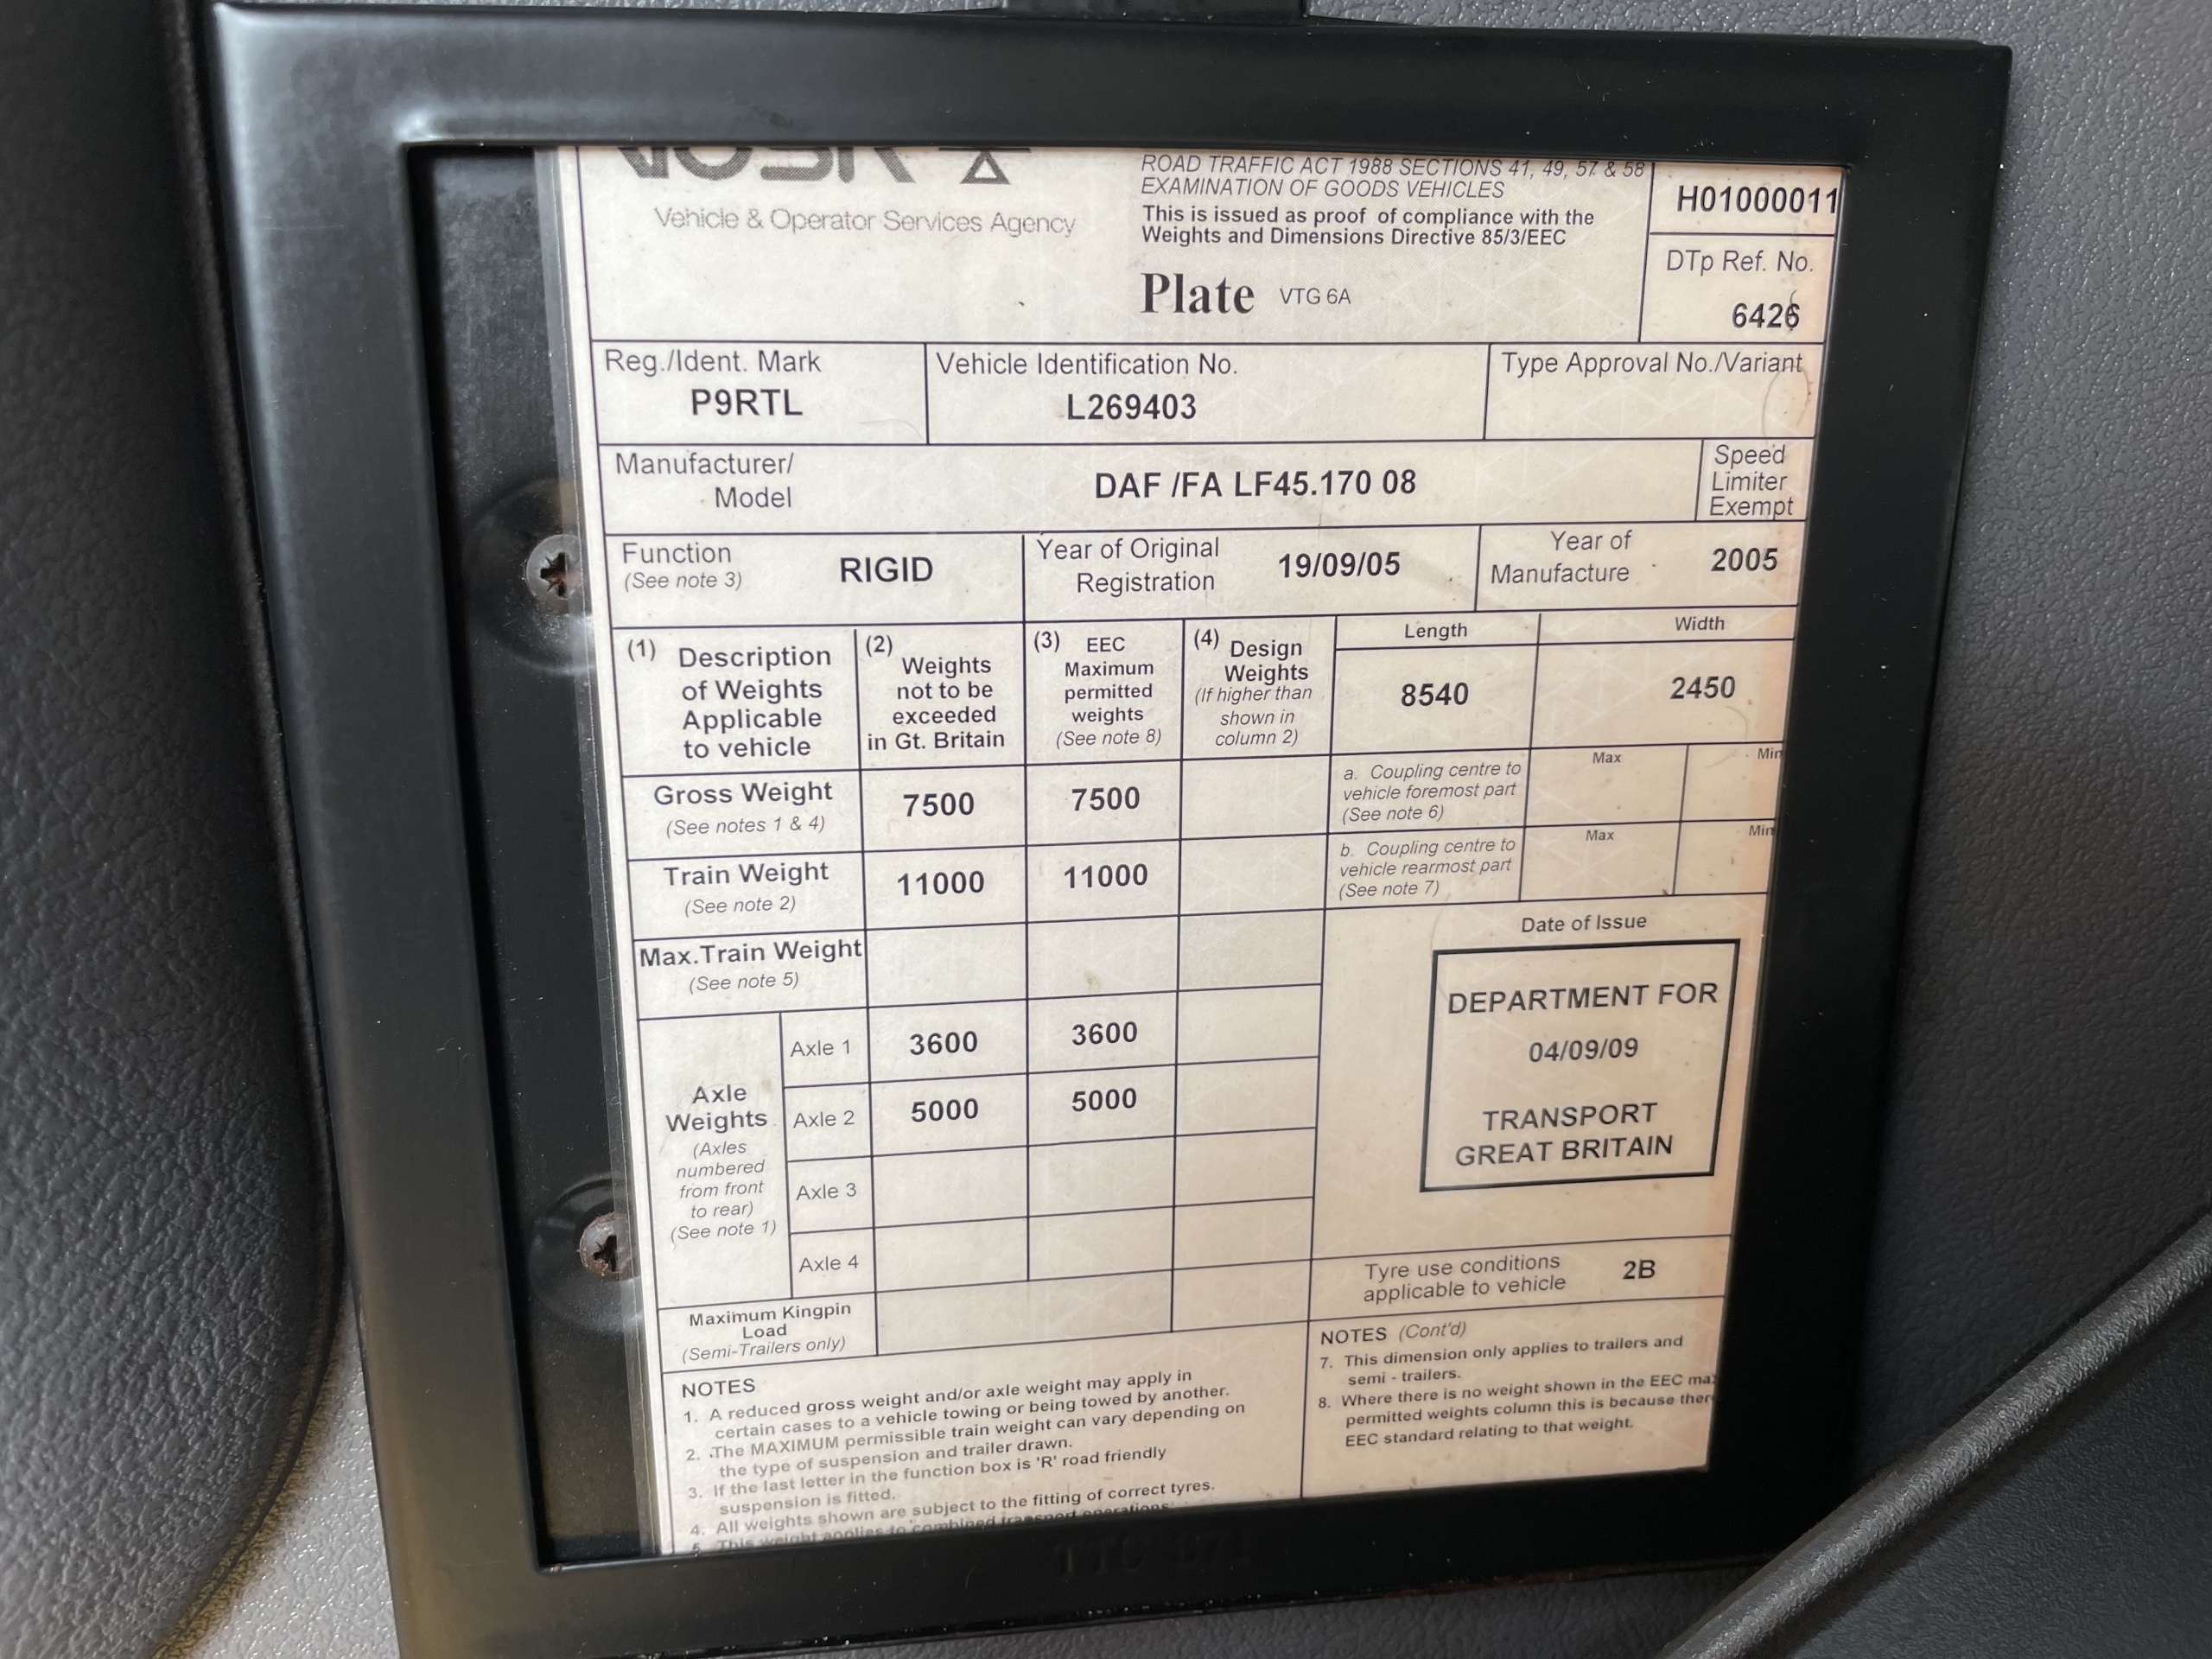 VOSA
Vehicle & Operator Services Agency
ROAD TRAFFIC ACT 1988 SECTIONS 41, 49, 57 & 58
EXAMINATION OF GOODS VEHICLES
This is issued as proof of compliance with the
Weights and Dimensions Directive 85/3/EEC
Plate VTG 6A
H01000011
DTp Ref. No.
6426
Reg./Ident. Mark
P9RTL
Vehicle Identification No.
L269403
Type Approval No./Variant
Manufacturer/
Model
DAF /FA LF45.170 08
Speed
Limiter
Exempt
Function
(See note 3)
RIGID
Year of Original
Registration
19/09/05
Year of
Manufacture
2005
(1) Description
of Weights
Applicable
to vehicle
(2) Weights
not to be
exceeded
in Gt. Britain
(3) EEC
Maximum
permitted
weights
(See note 8)
(4) Design
Weights
(If higher than
shown in
column 2)
Length
8540
Width
2450
Gross Weight
(See notes 1 & 4)
7500
7500
a. Coupling centre to
vehicle foremost part
(See note 6)
Max
Min
Train Weight
(See note 2)
11000
11000
b. Coupling centre to
vehicle rearmost part
(See note 7)
Max
Min
Max.Train Weight
(See note 5)
Axle
Weights
(Axles
numbered
from front
to rear)
(See note 1)
Axle 1
3600
3600
Axle 2
5000
5000
Axle 3
Axle 4
Maximum Kingpin
Load
(Semi-Trailers only)
Date of Issue
DEPARTMENT FOR
04/09/09
TRANSPORT
GREAT BRITAIN
Tyre use conditions
applicable to vehicle
2B
NOTES
1. A reduced gross weight and/or axle weight may apply in
certain cases to a vehicle towing or being towed by another.
2. .The MAXIMUM permissible train weight can vary depending on
the type of suspension and trailer drawn.
3. If the last letter in the function box is 'R' road friendly
suspension is fitted.
4. All weights shown are subject to the fitting of correct tyres.
5. This weight applies to combined transport operations
NOTES (Cont'd)
7. This dimension only applies to trailers and
semi - trailers.
8. Where there is no weight shown in the EEC
permitted weights column this is because
EEC standard relating to that weight.